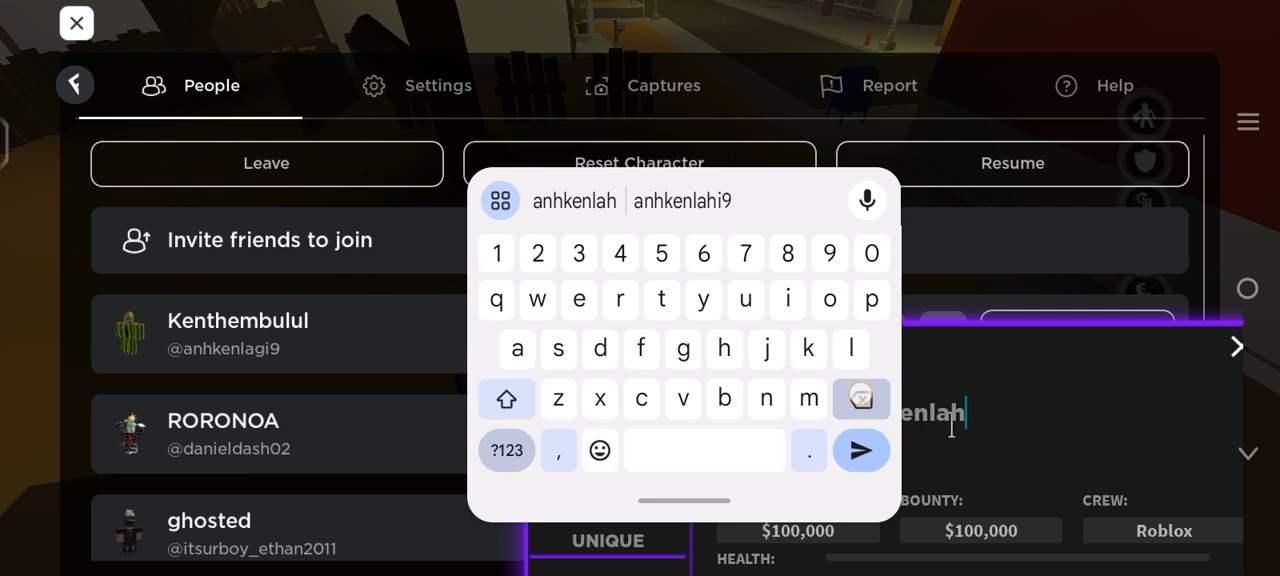 People
Settings
Captures
Report
Help
Leave
Reset Character
Resume
Invite friends to join
Kenthembulul
@anhkenlagi9
RORONOA
@danieldash02
ghosted
@itsurboy_ethan2011
anhkenlah
anhkenlahi9
1 2 3 4 5 6 7 8 9 0
q w e r t y u i o p
a s d f g h j k l
z x c v b n m
?123 , .
enlah
BOUNTY:
CREW:
$100,000
$100,000
Roblox
UNIQUE
HEALTH: